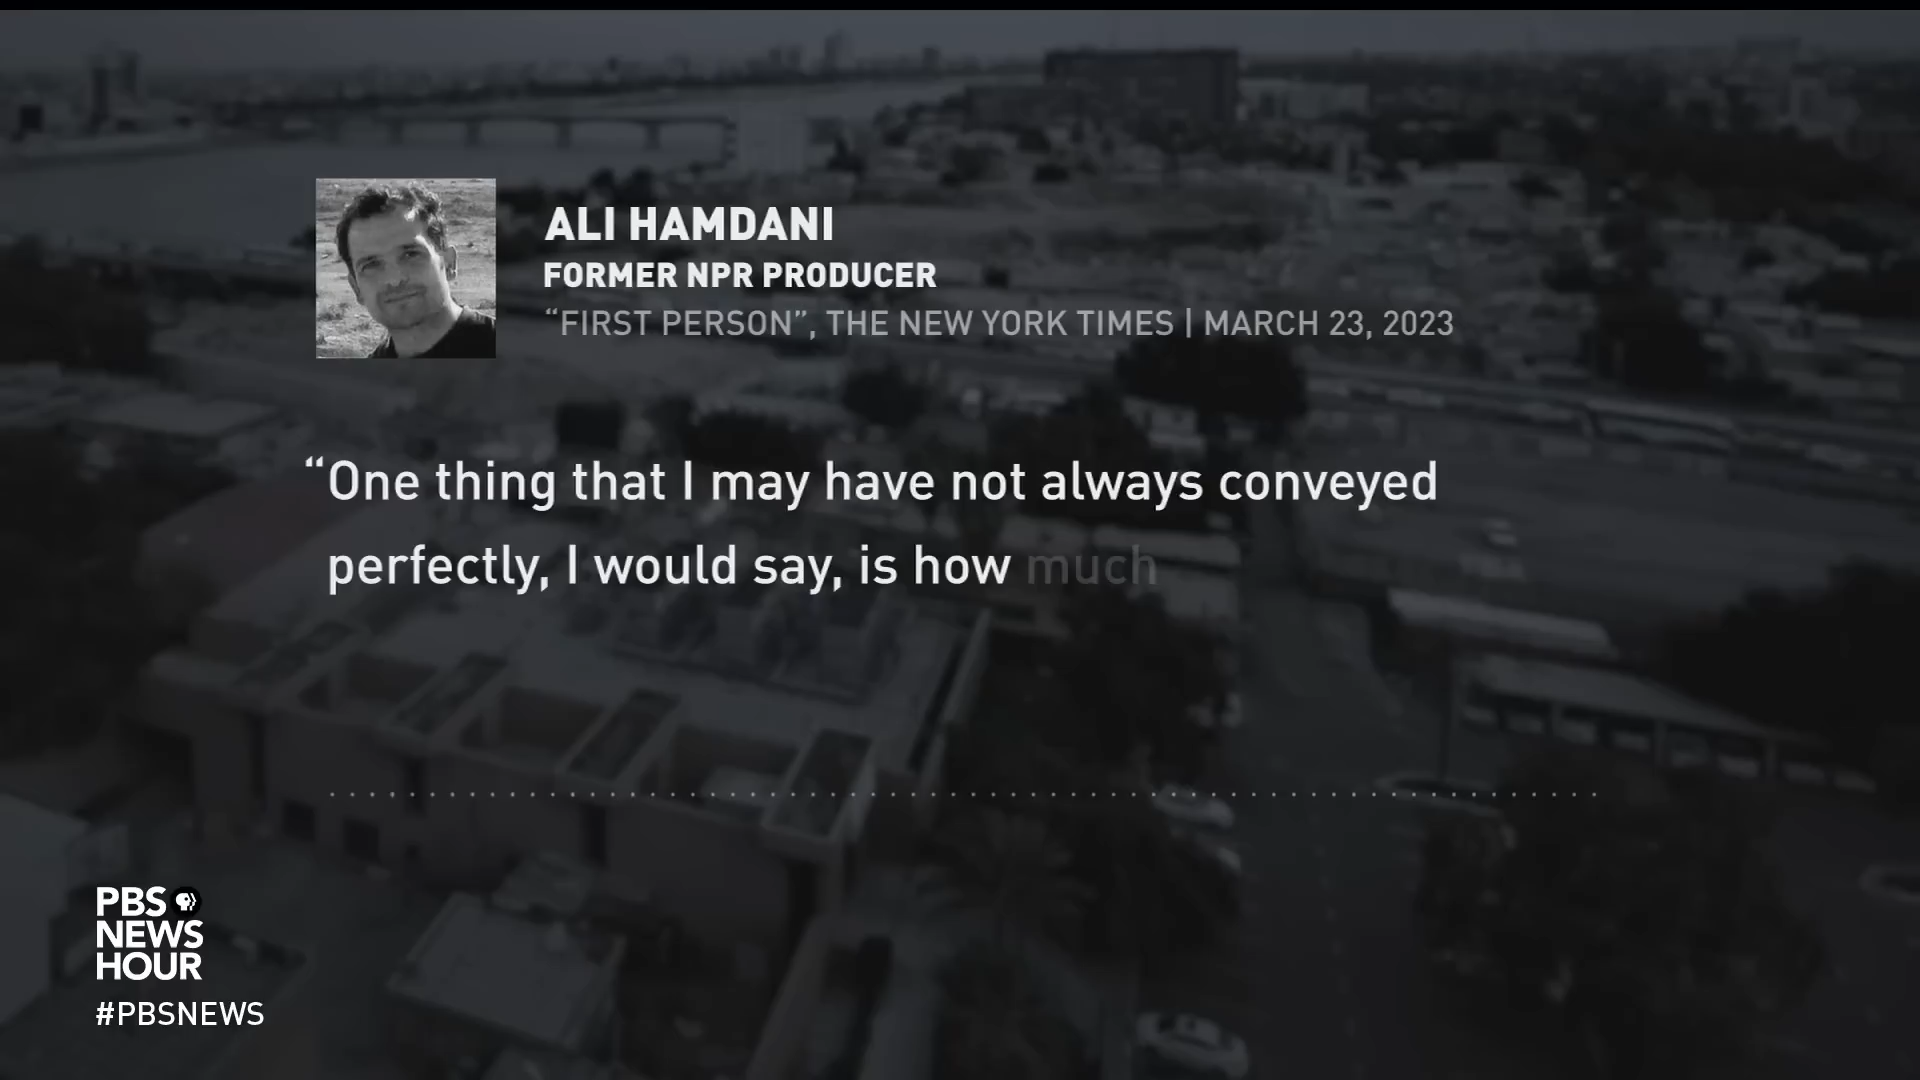 ALI HAMDANI
FORMER NPR PRODUCER
“FIRST PERSON”, THE NEW YORK TIMES | MARCH 23, 2023
“One thing that I may have not always conveyed
perfectly, I would say, is how much
PBS
NEWS
HOUR
#PBSNEWS